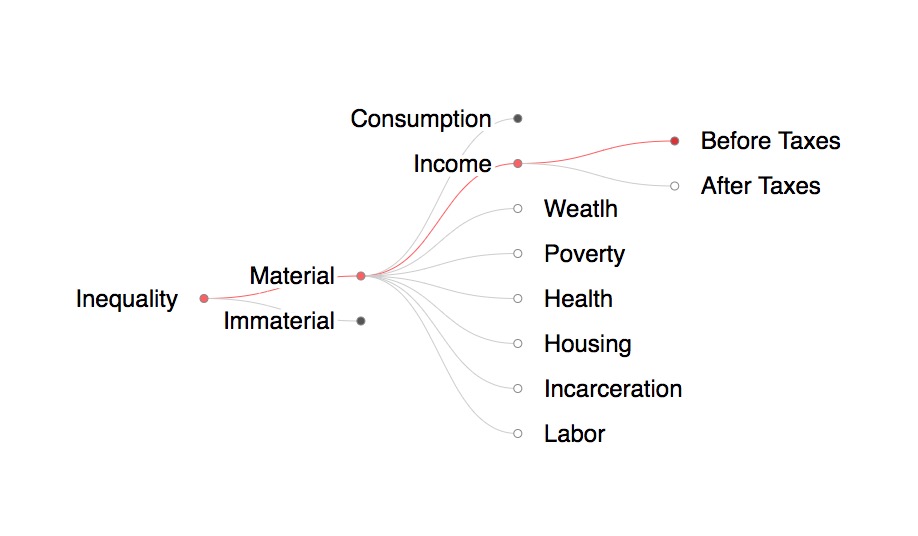 Consumption
Income
Before Taxes
After Taxes
Weatlh
Poverty
Material
Health
Inequality
Immaterial
Housing
Incarceration
Labor